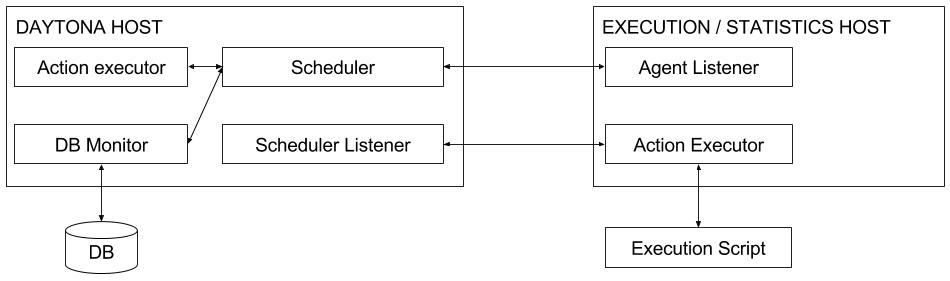 DAYTONA HOST
EXECUTION / STATISTICS HOST
Action executor
Scheduler
Agent Listener
DB Monitor
Scheduler Listener
Action Executor
DB
Execution Script